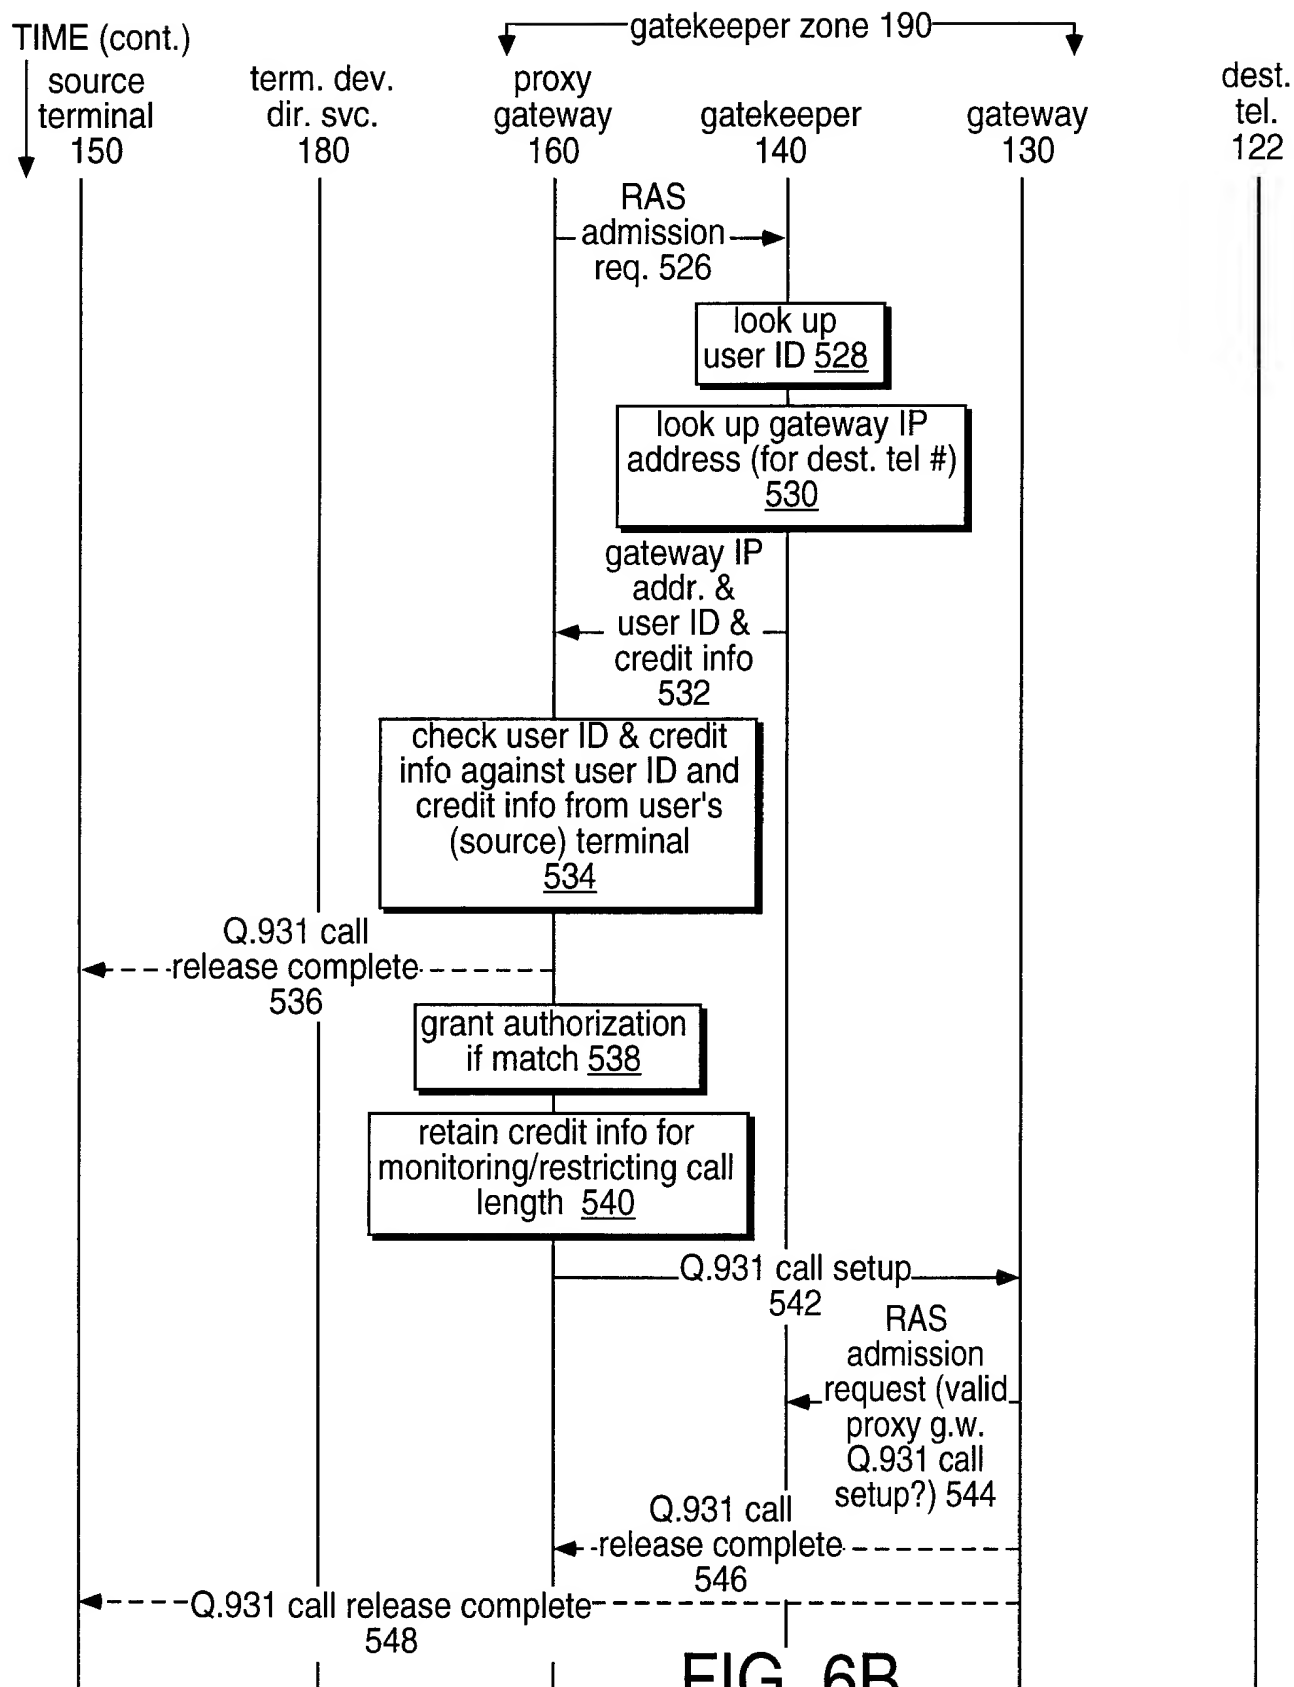 TIME (cont.)
gatekeeper zone 190
source
terminal
150
term. dev.
dir. svc.
180
proxy
gateway
160
gatekeeper
140
gateway
130
dest.
tel.
122
RAS
admission
req. 526
look up
user ID 528
look up gateway IP
address (for dest. tel #)
530
gateway IP
addr. &
user ID &
credit info
532
check user ID & credit
info against user ID and
credit info from user's
(source) terminal
534
Q.931 call
release complete
536
grant authorization
if match 538
retain credit info for
monitoring/restricting call
length 540
Q.931 call setup
542
RAS
admission
request (valid
proxy g.w.
Q.931 call
setup?) 544
Q.931 call
release complete
546
Q.931 call release complete
548
FIG. 6B